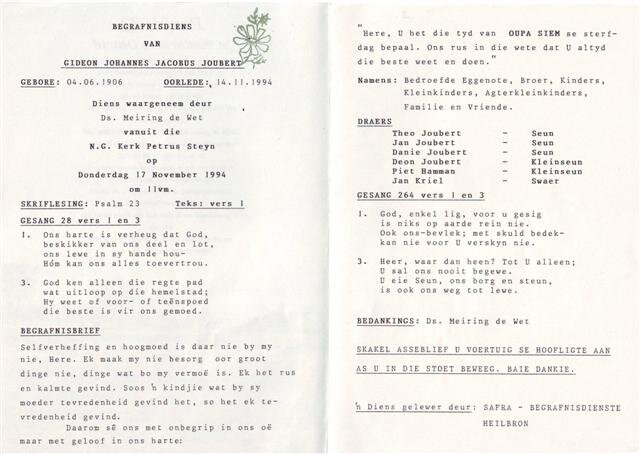 BEGRAFNISDIENS
VAN
GIDEON JOHANNES JACOBUS JOUBERT
GEBORE: 04.06.1906 OORLEDE: 14.11.1994
Diens waargeneem deur
Ds. Meiring de Wet
vanuit die
N.G. Kerk Petrus Steyn
op
Donderdag 17 November 1994
om 11vm.
SKRIFLESING: Psalm 23 Teks: vers 1
GESANG 28 vers 1 en 3
1. Ons harte is verheug dat God,
beskikker van ons deel en lot,
ons lewe in sy hande hou-
Hóm kan ons alles toevertrou.
3. God ken alleen die regte pad
wat uitloop op die hemelstad;
Hy weet of voor- of teënspoed
die beste is vir ons gemoed.
BEGRAFNISBRIEF
Selfverheffing en hoogmoed is daar nie by my
nie, Here. Ek maak my nie besorg oor groot
dinge nie, dinge wat bo my vermoë is. Ek het rus
en kalmte gevind. Soos 'n kindjie wat by sy
moeder tevredenheid gevind het, so het ek te-
vredenheid gevind.
Daarom sê ons met onbegrip in ons oë
maar met geloof in ons harte:
"Here, U het die tyd van OUPA SIEM se sterf-
dag bepaal. Ons rus in die wete dat U altyd
die beste weet en doen."
Namens: Bedroefde Eggenote, Broer, Kinders,
Kleinkinders, Agterkleinkinders,
Familie en Vriende.
DRAERS
Theo Joubert - Seun
Jan Joubert - Seun
Danie Joubert - Seun
Deon Joubert - Kleinseun
Piet Hamman - Kleinseun
Jan Kriel - Swaer
GESANG 264 vers 1 en 3
1. God, enkel lig, voor u gesig
is niks op aarde rein nie.
Ook ons-bevlek; met skuld bedek-
kan nie voor U verskyn nie.
3. Heer, waar dan heen? Tot U alleen;
U sal ons nooit begewe.
U eie Seun, ons borg en steun,
is ook ons weg tot lewe.
BEDANKINGS: Ds. Meiring de Wet
SKAKEL ASSEBLIEF U VOERTUIG SE HOOFLIGTE AAN
AS U IN DIE STOET BEWEEG. BAIE DANKIE.
'n Diens gelewer deur: SAFRA - BEGRAFNISDIENSTE
HEILBRON